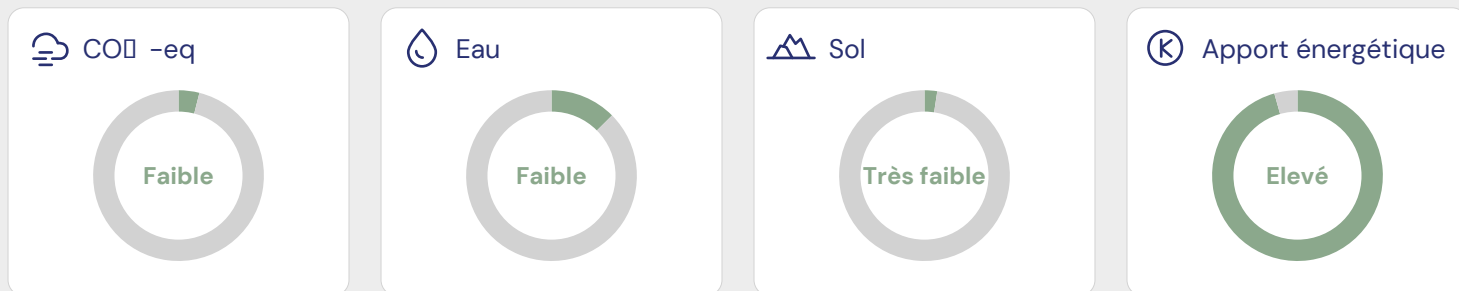 CO▯ -eq
Eau
Sol
Apport énergétique
Faible
Faible
Très faible
Elevé